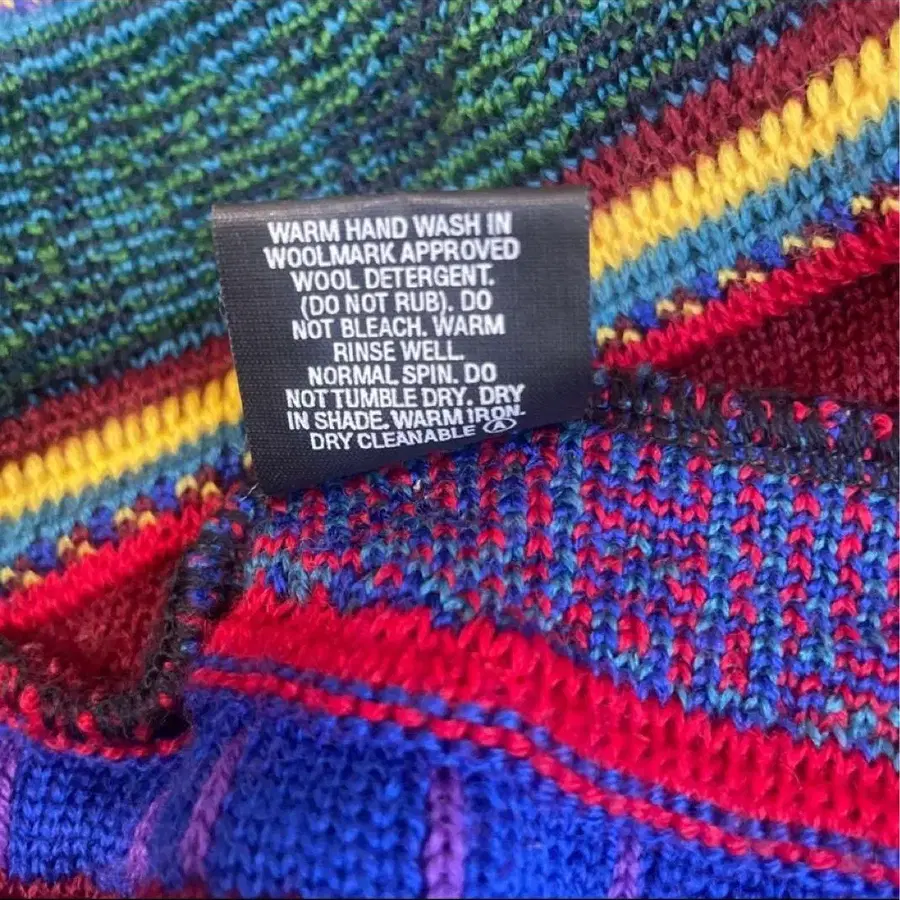 WARM HAND WASH IN
WOOLMARK APPROVED
WOOL DETERGENT.
(DO NOT RUB). DO
NOT BLEACH. WARM
RINSE WELL.
NORMAL SPIN. DO
NOT TUMBLE DRY. DRY
IN SHADE. WARM IRON.
DRY CLEANABLE Ⓐ